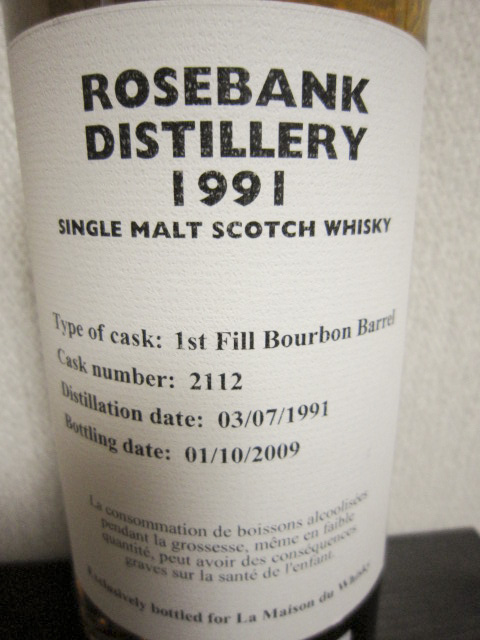 ROSEBANK
DISTILLERY
1991
SINGLE MALT SCOTCH WHISKY
Type of cask: 1st Fill Bourbon Barrel
Cask number: 2112
Distillation date: 03/07/1991
Bottling date: 01/10/2009
La consommation de boissons alcoolisées
pendant la grossesse, même en faible
quantité, peut avoir des conséquences
graves sur la santé de l'enfant.
Exclusively bottled for La Maison du Whisky